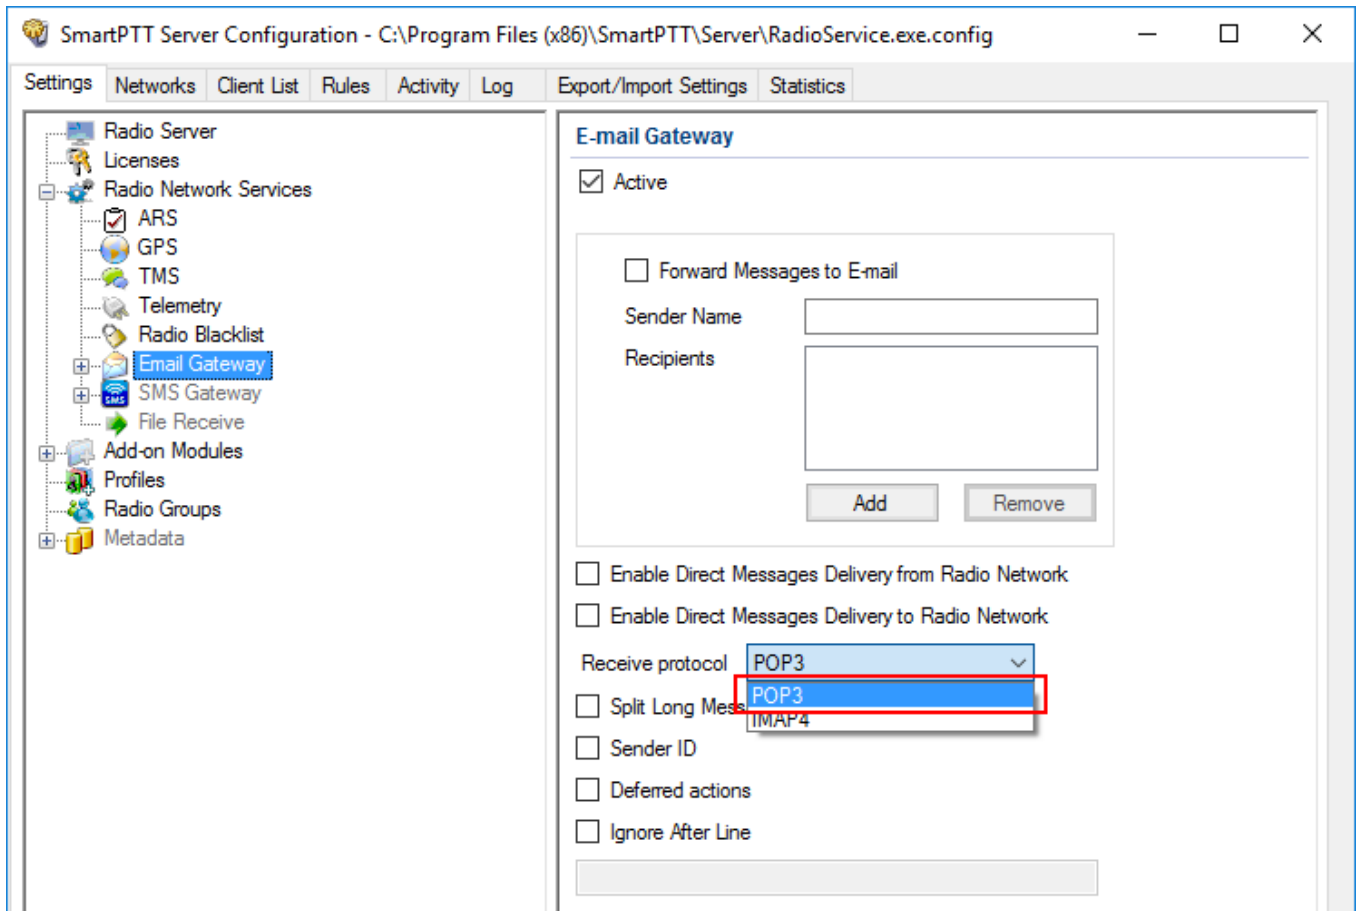 SmartPTT Server Configuration - C:\Program Files (x86)\SmartPTT\Server\RadioService.exe.config
Settings Networks Client List Rules Activity Log Export/Import Settings Statistics
Radio Server
Licenses
Radio Network Services
ARS
GPS
TMS
Telemetry
Radio Blacklist
Email Gateway
SMS Gateway
File Receive
Add-on Modules
Profiles
Radio Groups
Metadata
E-mail Gateway
Active
Forward Messages to E-mail
Sender Name
Recipients
Add Remove
Enable Direct Messages Delivery from Radio Network
Enable Direct Messages Delivery to Radio Network
Receive protocol POP3
POP3
IMAP4
Split Long Mess
Sender ID
Deferred actions
Ignore After Line